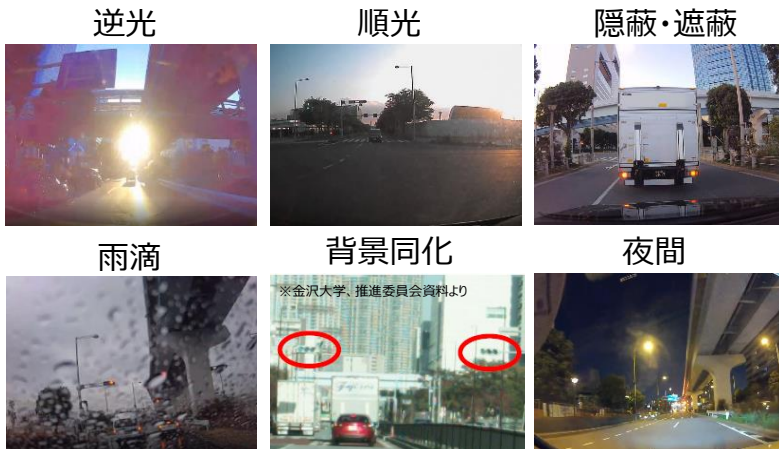 逆光
順光
隠蔽・遮蔽
雨滴
背景同化
夜間
※金沢大学、推進委員会資料より